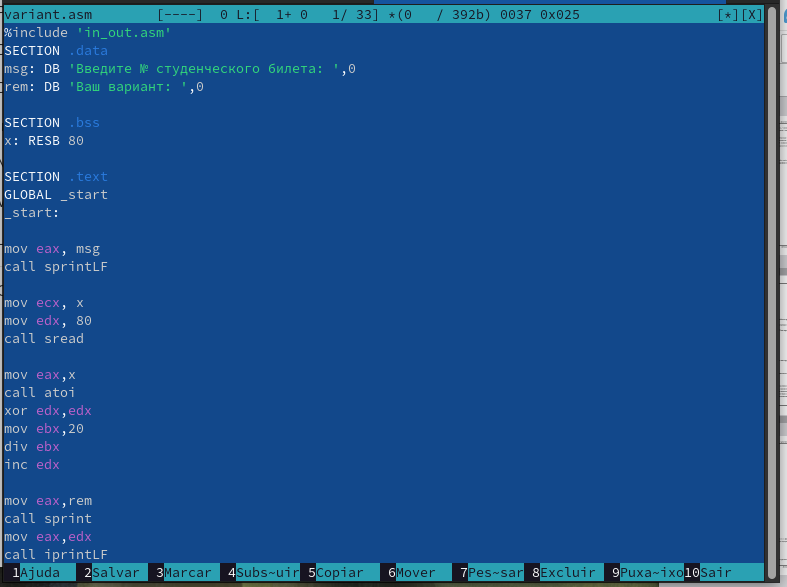 variant.asm [----] 0 L:[ 1+ 0 1/ 33] *(0 / 392b) 0037 0x025 [*][X]
%include 'in_out.asm'
SECTION .data
msg: DB 'Введите № студенческого билета: ',0
rem: DB 'Ваш вариант: ',0
SECTION .bss
x: RESB 80
SECTION .text
GLOBAL _start
_start:
mov eax, msg
call sprintLF
mov ecx, x
mov edx, 80
call sread
mov eax,x
call atoi
xor edx,edx
mov ebx,20
div ebx
inc edx
mov eax,rem
call sprint
mov eax,edx
call iprintLF
1Ajuda 2Salvar 3Marcar 4Subs~uir 5Copiar 6Mover 7Pes~sar 8Excluir 9Puxa~ixo 10Sair